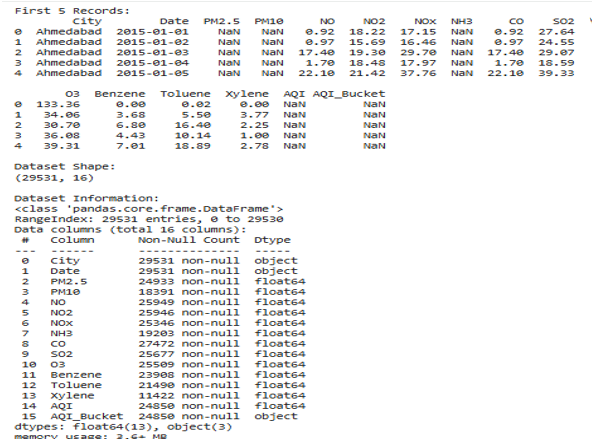 First 5 Records:
City Date PM2.5 PM10 NO NO2 NOx NH3 CO SO2 \
0 Ahmedabad 2015-01-01 NaN NaN 0.92 18.22 17.15 NaN 0.92 27.64
1 Ahmedabad 2015-01-02 NaN NaN 0.97 15.69 16.46 NaN 0.97 24.55
2 Ahmedabad 2015-01-03 NaN NaN 17.40 19.30 29.70 NaN 17.40 29.07
3 Ahmedabad 2015-01-04 NaN NaN 1.70 18.48 17.97 NaN 1.70 18.59
4 Ahmedabad 2015-01-05 NaN NaN 22.10 21.42 37.76 NaN 22.10 39.33
O3 Benzene Toluene Xylene AQI AQI_Bucket
0 133.36 0.00 0.02 0.00 NaN NaN
1 34.06 3.68 5.50 3.77 NaN NaN
2 30.70 6.80 16.40 2.25 NaN NaN
3 36.08 4.43 10.14 1.00 NaN NaN
4 39.31 7.01 18.89 2.78 NaN NaN
Dataset Shape:
(29531, 16)
Dataset Information:
<class 'pandas.core.frame.DataFrame'>
RangeIndex: 29531 entries, 0 to 29530
Data columns (total 16 columns):
# Column Non-Null Count Dtype
--- ------ -------------- -----
0 City 29531 non-null object
1 Date 29531 non-null object
2 PM2.5 24933 non-null float64
3 PM10 18391 non-null float64
4 NO 25949 non-null float64
5 NO2 25946 non-null float64
6 NOx 25346 non-null float64
7 NH3 19203 non-null float64
8 CO 27472 non-null float64
9 SO2 25677 non-null float64
10 O3 25509 non-null float64
11 Benzene 23908 non-null float64
12 Toluene 21490 non-null float64
13 Xylene 11422 non-null float64
14 AQI 24850 non-null float64
15 AQI_Bucket 24850 non-null object
dtypes: float64(13), object(3)
memory usage: 3.6+ MB